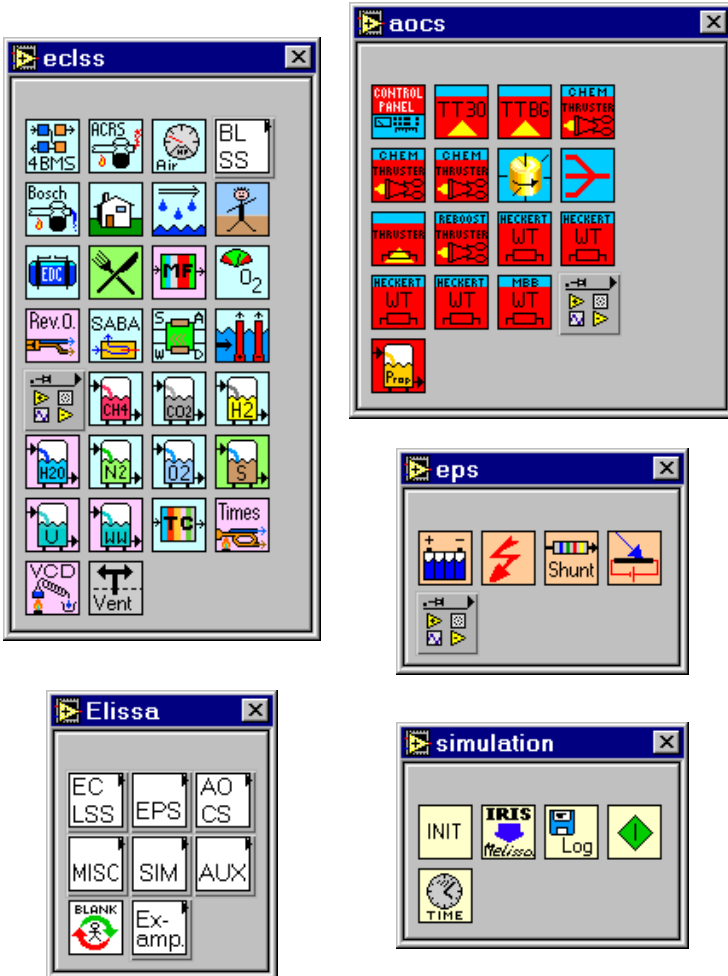 eclss
4BMS
ACRS
Air
BL
SS
Bosch
EDC
MF
O2
Rev.O.
SABA
S A
W D
CH4
CO2
H2
H2O
N2
O2
S
U
WW
TC
Times
VCD
Vent
aocs
CONTROL
PANEL
TT30
TTBG
CHEM
THRUSTER
CHEM
THRUSTER
CHEM
THRUSTER
THRUSTER
REBOOST
THRUSTER
HECKERT
WT
HECKERT
WT
HECKERT
WT
HECKERT
WT
MBB
WT
Prop
eps
+ −
Shunt
Elissa
EC
LSS
EPS
AO
CS
MISC
SIM
AUX
BLANK
Ex-
amp.
simulation
INIT
IRIS
Melissa
Log
I
TIME